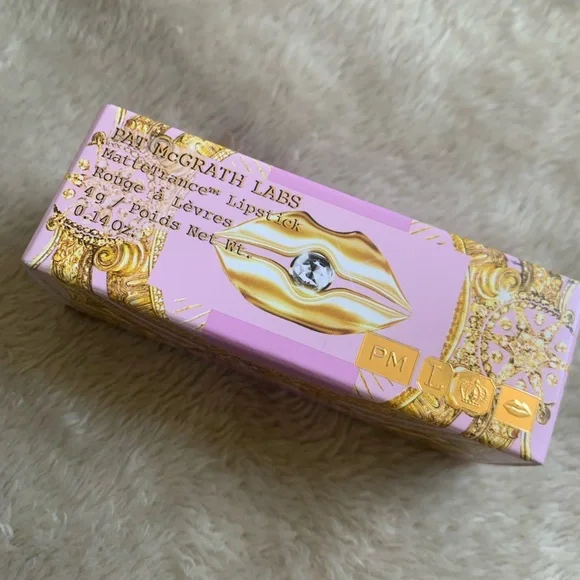 PAT McGRATH LABS
MatteTrance™ Lipstick
Rouge à Lèvres
4g / Poids Net Wt.
0.14 OZ.
PM L